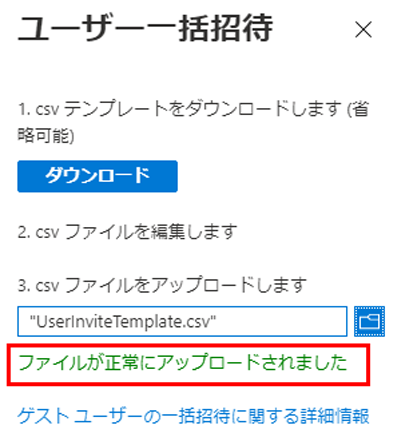 ユーザー一括招待
1. csv テンプレートをダウンロードします (省
略可能)
ダウンロード
2. csv ファイルを編集します
3. csv ファイルをアップロードします
"UserInviteTemplate.csv"
ファイルが正常にアップロードされました
ゲスト ユーザーの一括招待に関する詳細情報